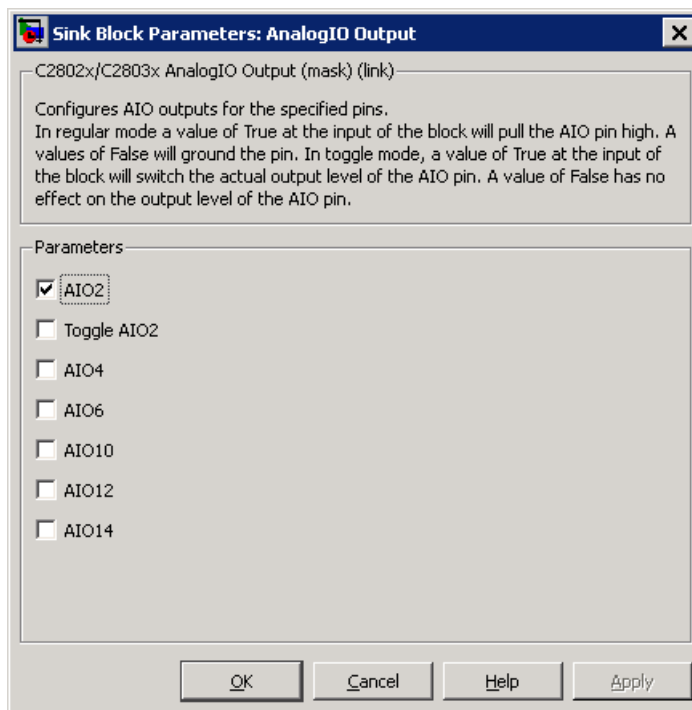 Sink Block Parameters: AnalogIO Output
C2802x/C2803x AnalogIO Output (mask) (link)
Configures AIO outputs for the specified pins.
In regular mode a value of True at the input of the block will pull the AIO pin high. A
values of False will ground the pin. In toggle mode, a value of True at the input of
the block will switch the actual output level of the AIO pin. A value of False has no
effect on the output level of the AIO pin.
Parameters
AIO2
Toggle AIO2
AIO4
AIO6
AIO10
AIO12
AIO14
OK Cancel Help Apply